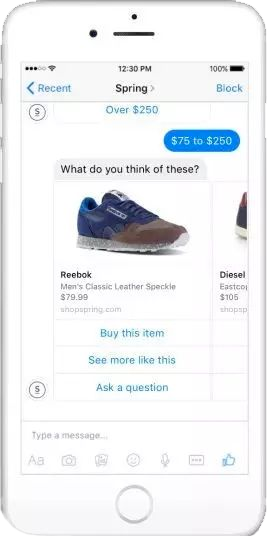 12:30 PM
100%
Recent
Spring
Block
S
Over $250
$75 to $250
What do you think of these?
Reebok
Men's Classic Leather Speckle
$79.99
shopspring.com
Diesel
Eastcop
$105
shopsp
Buy this item
See more like this
Ask a question
S
Type a message...
Aa